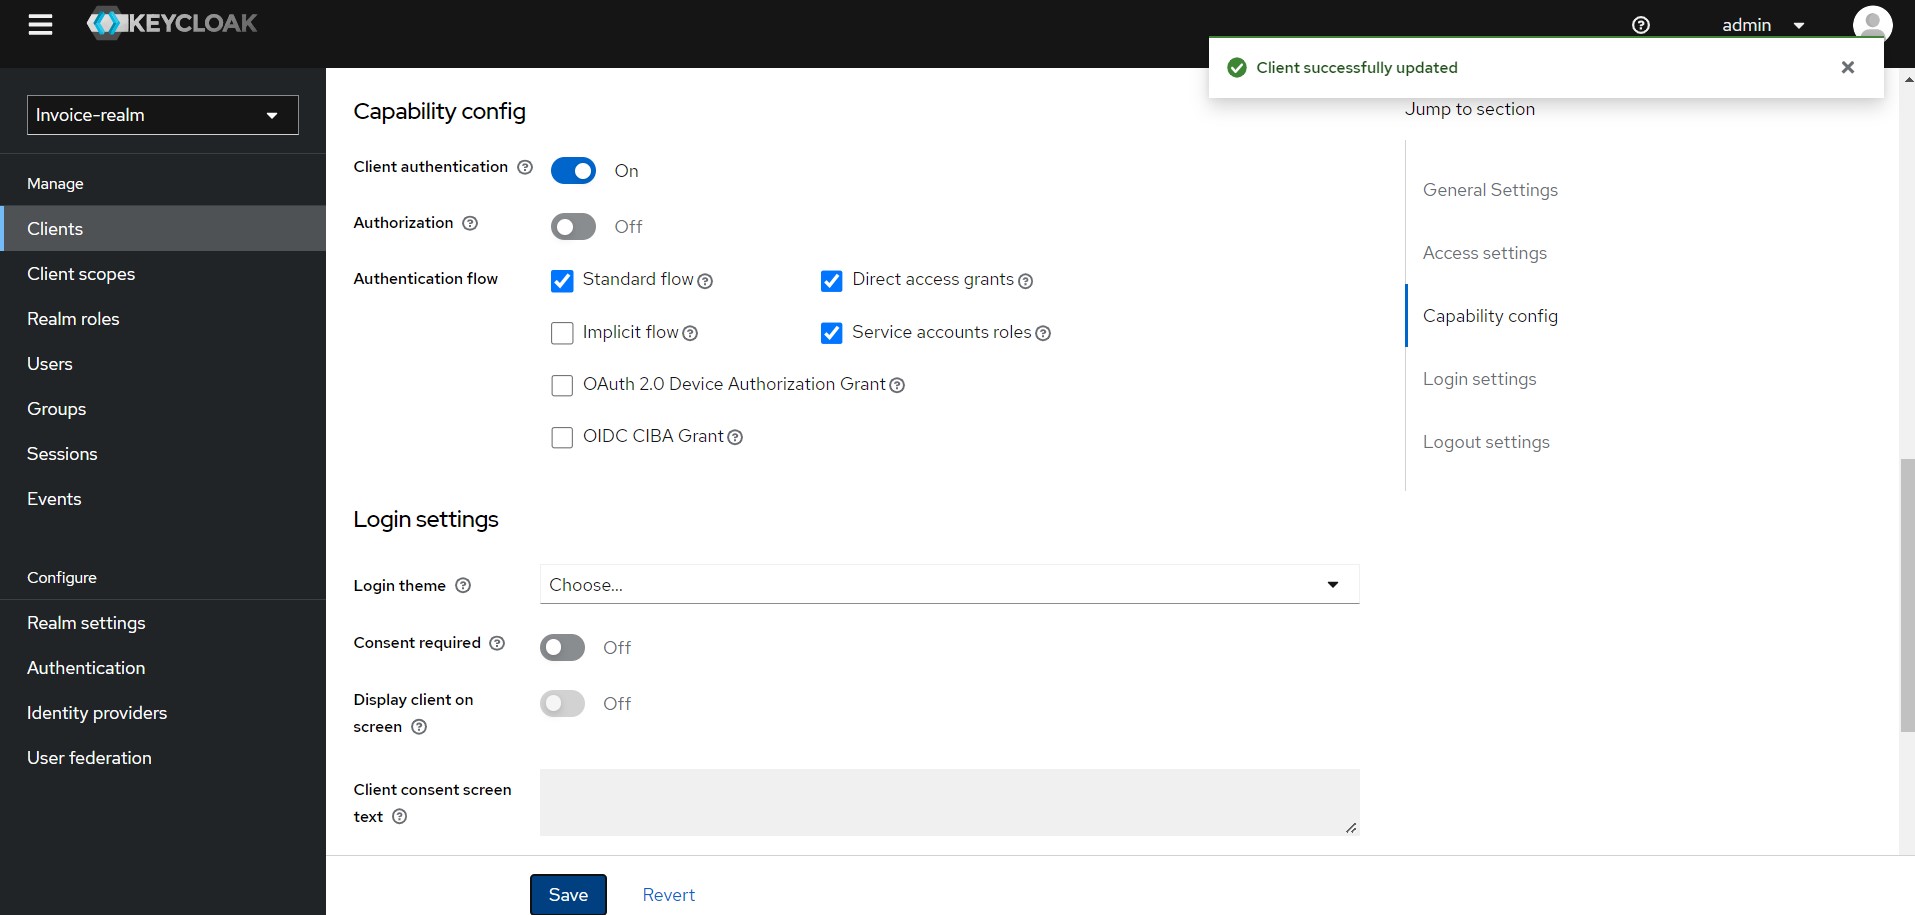 KEYCLOAK
admin
Client successfully updated
Invoice-realm
Manage
Clients
Client scopes
Realm roles
Users
Groups
Sessions
Events
Configure
Realm settings
Authentication
Identity providers
User federation
Capability config
Client authentication
On
Authorization
Off
Authentication flow
Standard flow
Direct access grants
Implicit flow
Service accounts roles
OAuth 2.0 Device Authorization Grant
OIDC CIBA Grant
Login settings
Login theme
Choose...
Consent required
Off
Display client on
screen
Off
Client consent screen
text
Save
Revert
Jump to section
General Settings
Access settings
Capability config
Login settings
Logout settings